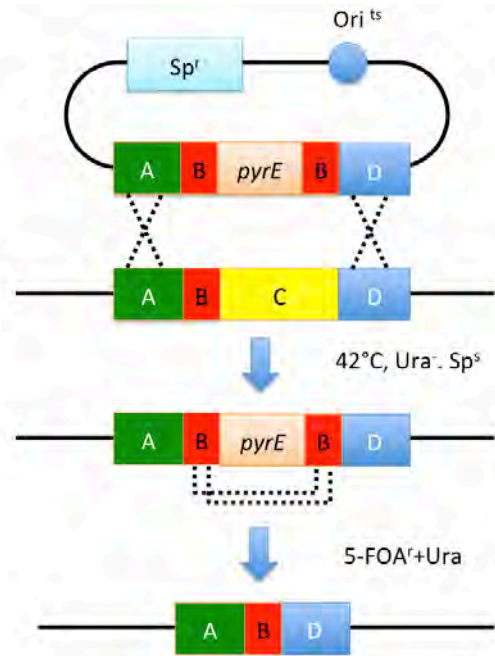 Ori ts
Spʳ
A B pyrE B D
A B C D
42°C, Ura⁻. Spˢ
A B pyrE B D
5-FOAʳ+Ura
A B D